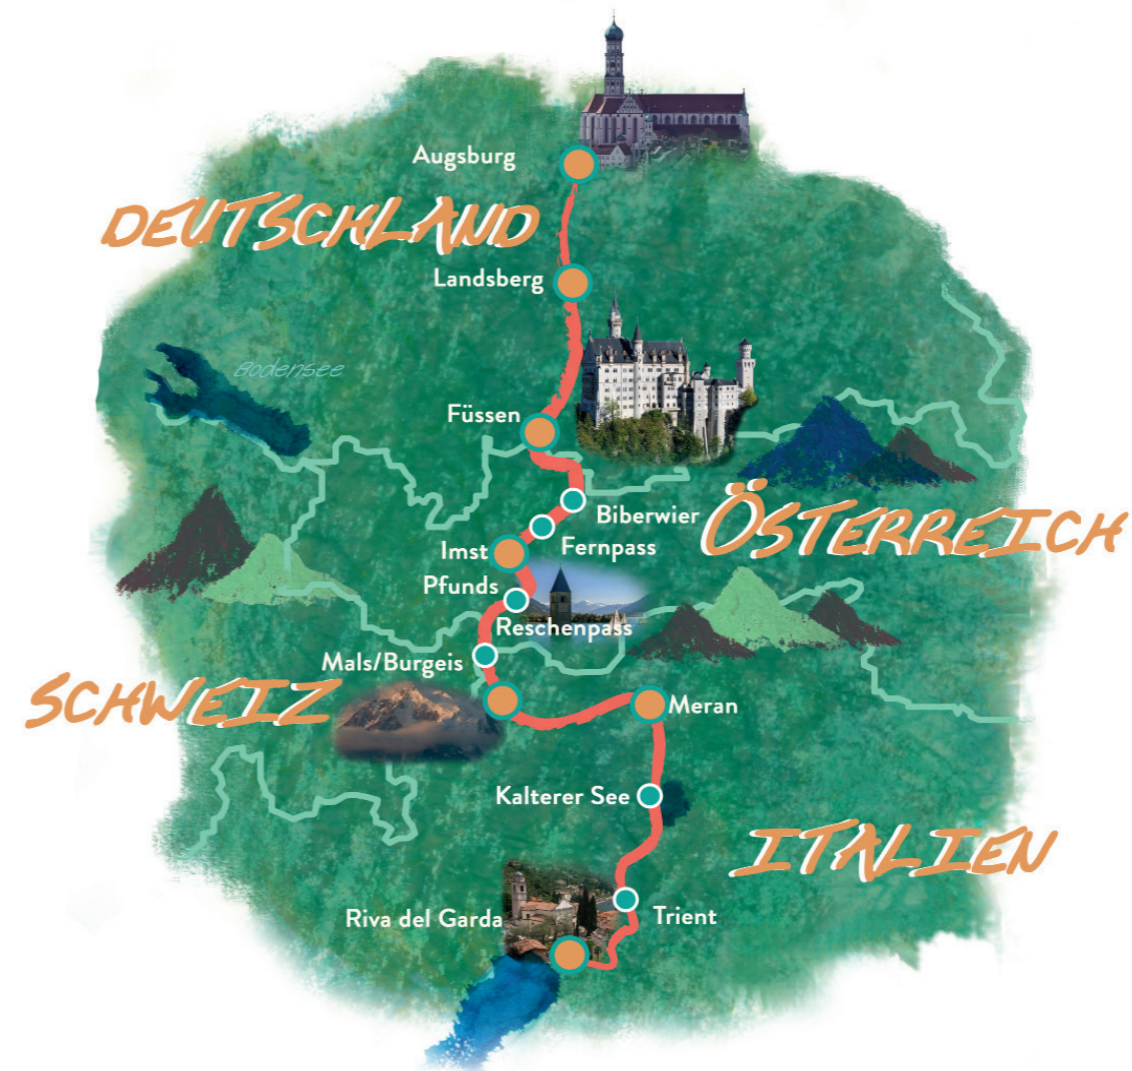 Augsburg
DEUTSCHLAND
Landsberg
Bodensee
Füssen
Biberwier
ÖSTERREICH
Fernpass
Imst
Pfunds
Reschenpass
Mals/Burgeis
SCHWEIZ
Meran
Kalterer See
ITALIEN
Trient
Riva del Garda